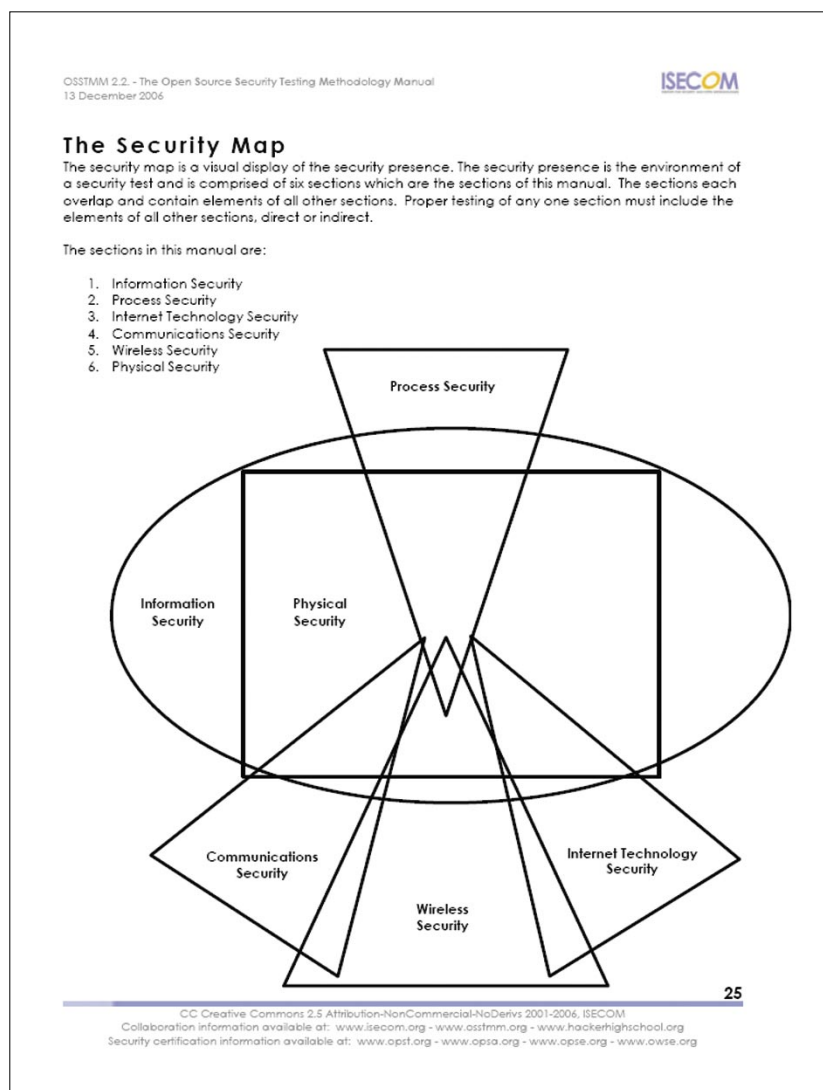 OSSTMM 2.2. - The Open Source Security Testing Methodology Manual
13 December 2006
ISECOM
The Security Map
The security map is a visual display of the security presence. The security presence is the environment of
a security test and is comprised of six sections which are the sections of this manual. The sections each
overlap and contain elements of all other sections. Proper testing of any one section must include the
elements of all other sections, direct or indirect.
The sections in this manual are:
1. Information Security
2. Process Security
3. Internet Technology Security
4. Communications Security
5. Wireless Security
6. Physical Security
Process Security
Information
Security
Physical
Security
Communications
Security
Internet Technology
Security
Wireless
Security
25
CC Creative Commons 2.5 Attribution-NonCommercial-NoDerivs 2001-2006, ISECOM
Collaboration information available at: www.isecom.org - www.osstmm.org - www.hackerhighschool.org
Security certification information available at: www.opst.org - www.opsa.org - www.opse.org - www.owse.org